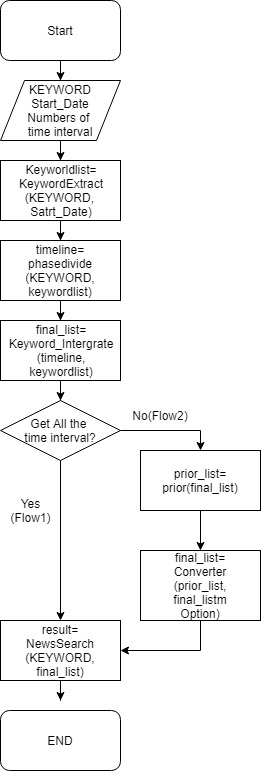 Start
KEYWORD
Start_Date
Numbers of
time interval
Keyworldlist=
KeywordExtract
(KEYWORD,
Satrt_Date)
timeline=
phasedivide
(KEYWORD,
keywordlist)
final_list=
Keyword_Intergrate
(timeline,
keywordlist)
Get All the
time interval?
No(Flow2)
prior_list=
prior(final_list)
Yes
(Flow1)
final_list=
Converter
(prior_list,
final_listm
Option)
result=
NewsSearch
(KEYWORD,
final_list)
END